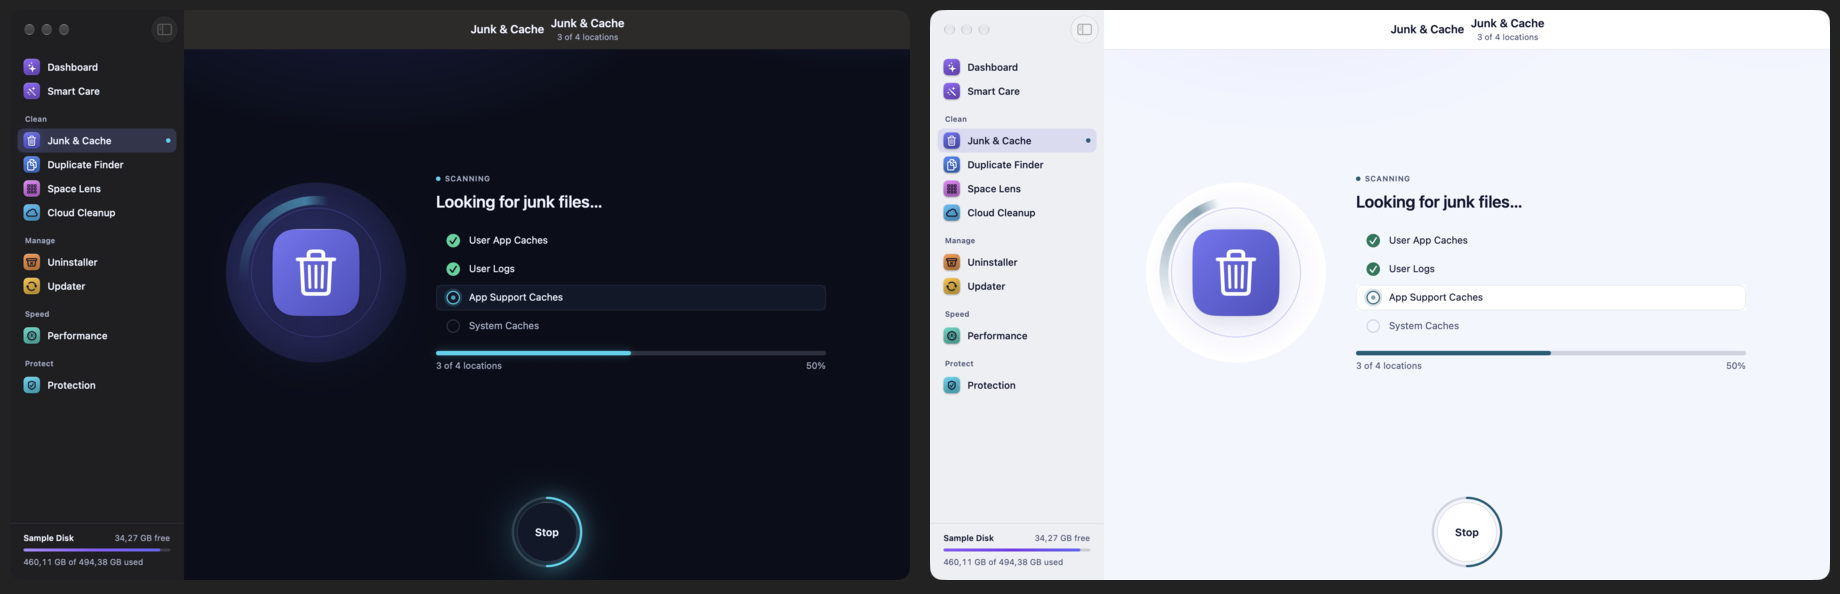 Junk & Cache
Junk & Cache
3 of 4 locations
Dashboard
Smart Care
Clean
Junk & Cache
Duplicate Finder
Space Lens
Cloud Cleanup
Manage
Uninstaller
Updater
Speed
Performance
Protect
Protection
Sample Disk 34,27 GB free
460,11 GB of 494,38 GB used
SCANNING
Looking for junk files...
User App Caches
User Logs
App Support Caches
System Caches
3 of 4 locations 50%
Stop
Junk & Cache
Junk & Cache
3 of 4 locations
Dashboard
Smart Care
Clean
Junk & Cache
Duplicate Finder
Space Lens
Cloud Cleanup
Manage
Uninstaller
Updater
Speed
Performance
Protect
Protection
Sample Disk 34,27 GB free
460,11 GB of 494,38 GB used
SCANNING
Looking for junk files...
User App Caches
User Logs
App Support Caches
System Caches
3 of 4 locations 50%
Stop